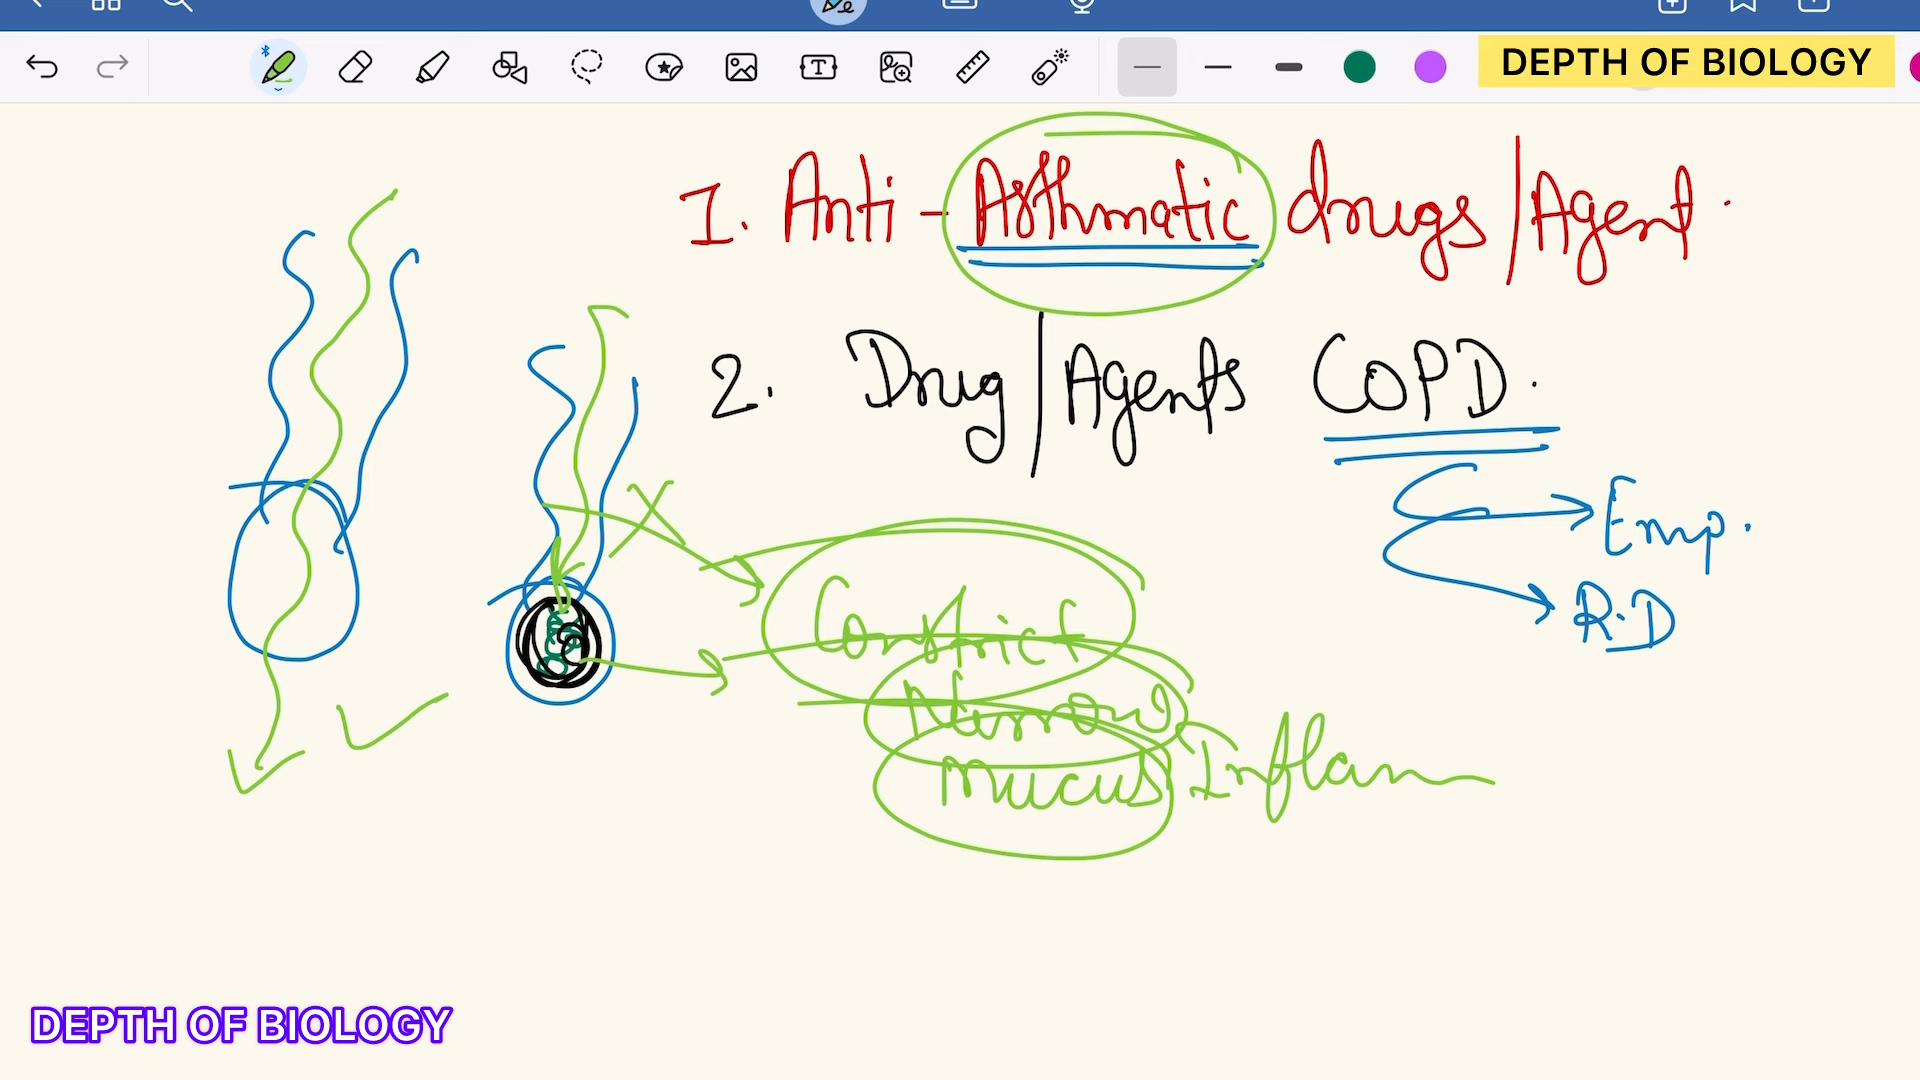 DEPTH OF BIOLOGY
1. Anti-Asthmatic drugs/Agent.
2. Drug/Agents COPD.
Emp.
R.D
Constrict
Narrow
mucus Inflam
DEPTH OF BIOLOGY